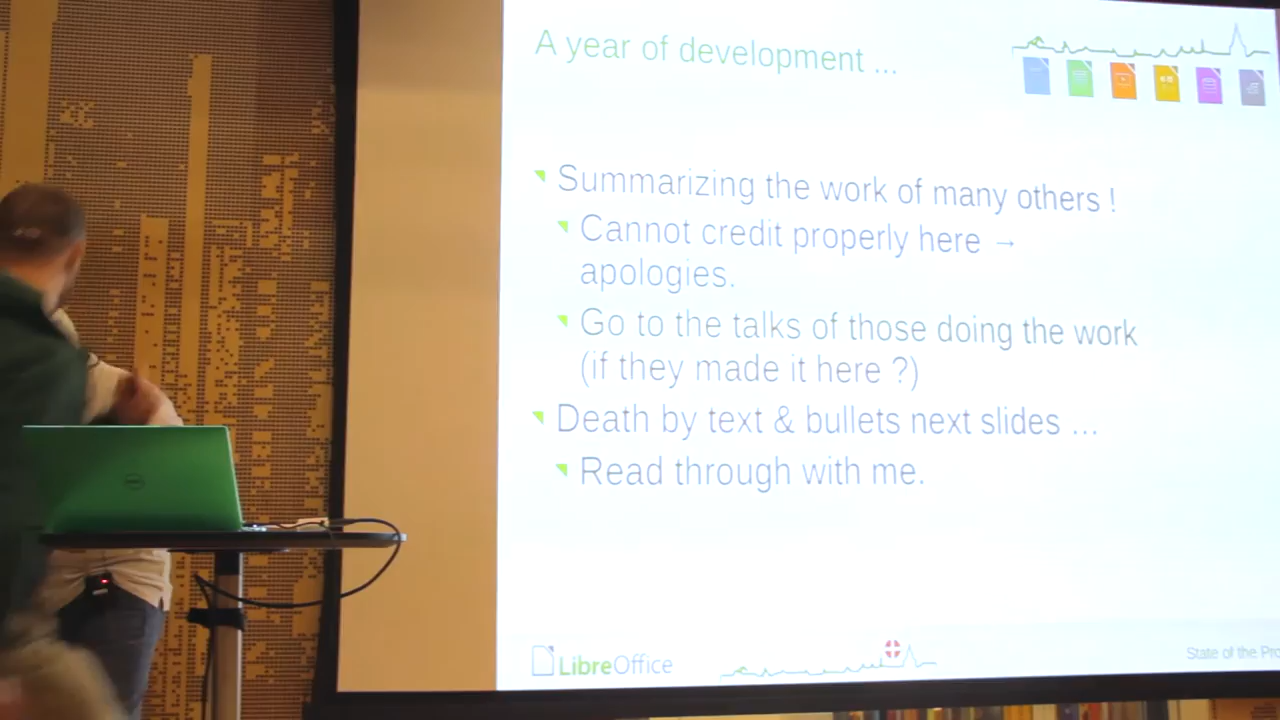 A year of development ...
Summarizing the work of many others !
Cannot credit properly here →
apologies.
Go to the talks of those doing the work
(if they made it here ?)
Death by text & bullets next slides ...
Read through with me.
LibreOffice
State of the Pro
DELL